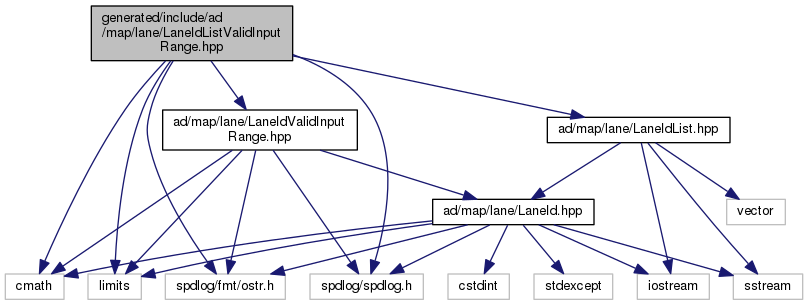 generated/include/ad
/map/lane/LaneIdListValidInput
Range.hpp
ad/map/lane/LaneIdValidInput
Range.hpp
ad/map/lane/LaneIdList.hpp
ad/map/lane/LaneId.hpp
vector
cmath
limits
spdlog/fmt/ostr.h
spdlog/spdlog.h
cstdint
stdexcept
iostream
sstream